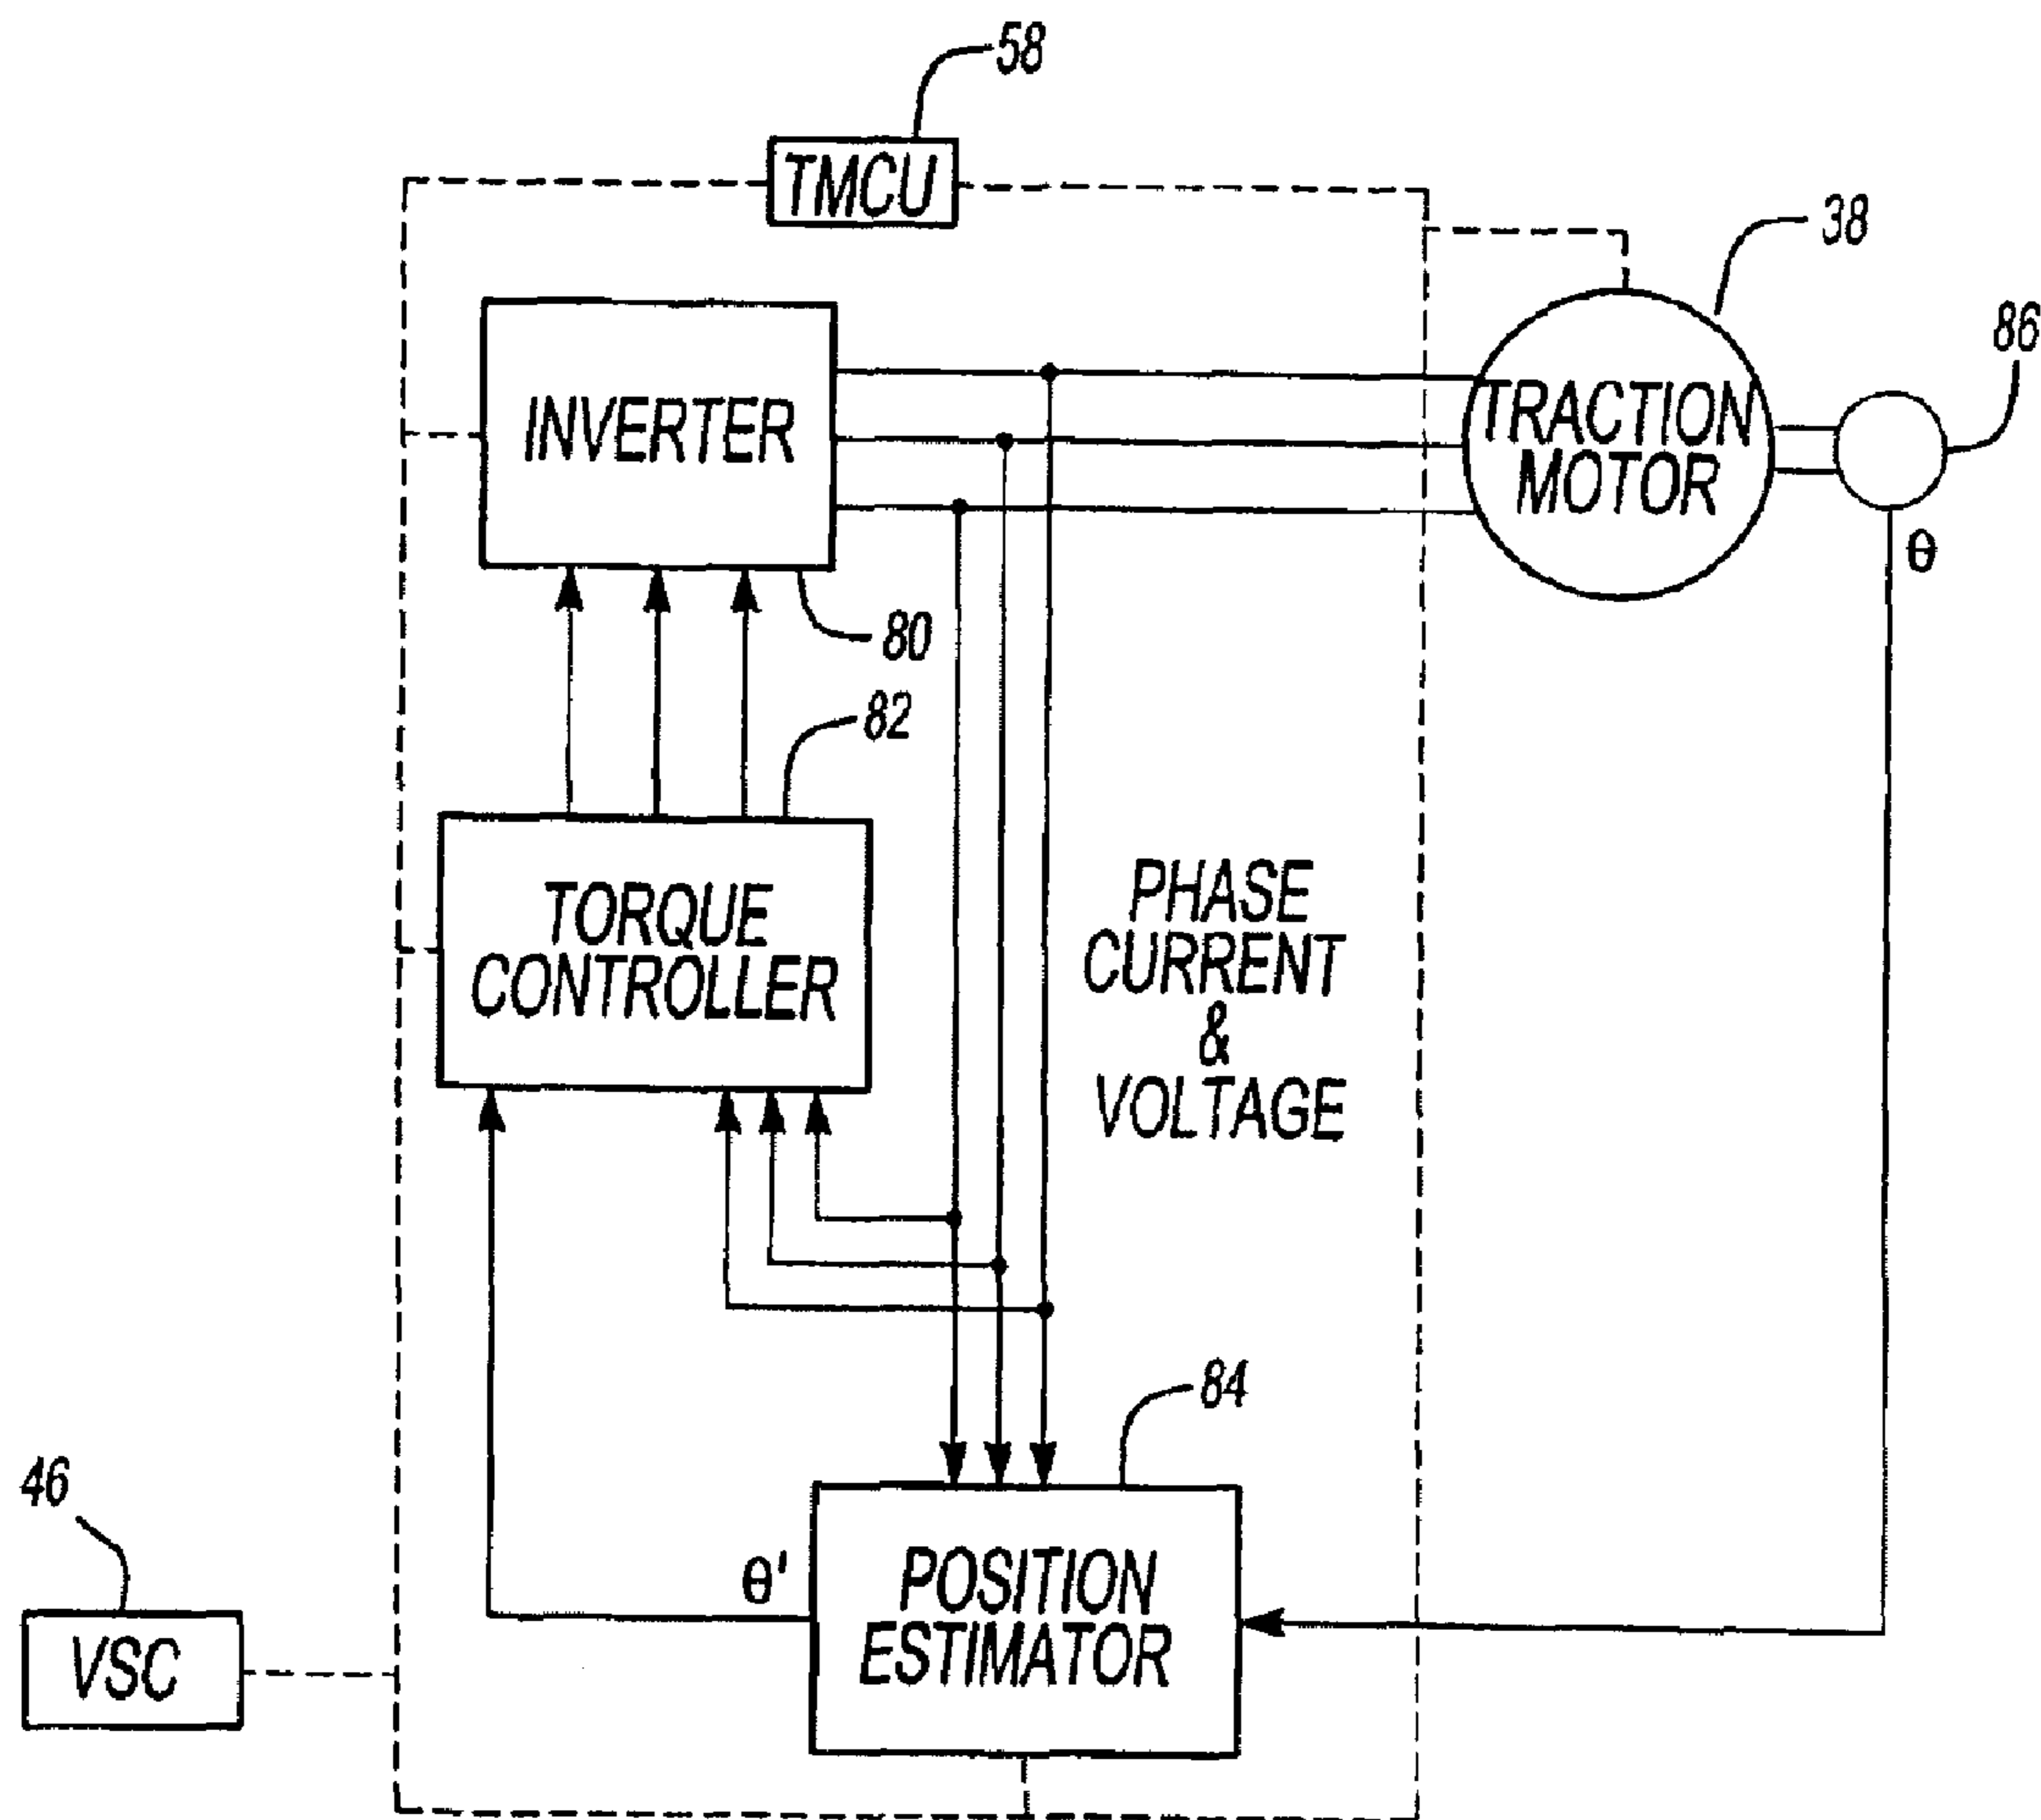 58
TMCU
38
86
INVERTER
TRACTION
MOTOR
θ
80
82
TORQUE
CONTROLLER
PHASE
CURRENT
&
VOLTAGE
84
46
θ'
POSITION
ESTIMATOR
VSC